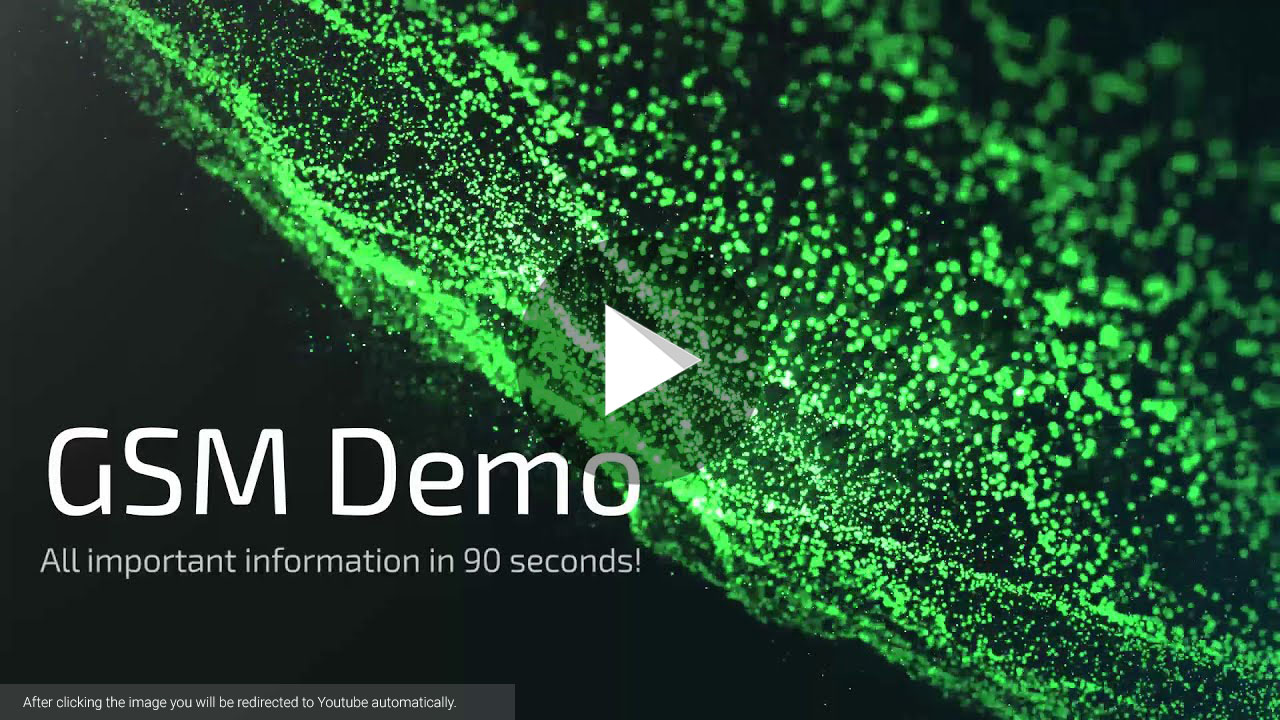 GSM Demo
All important information in 90 seconds!
After clicking the image you will be redirected to Youtube automatically.